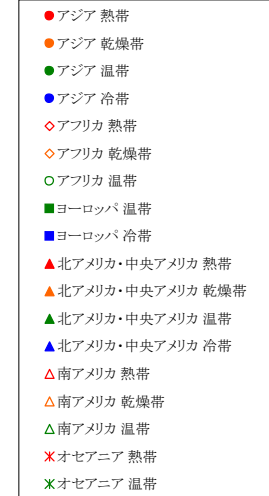 アジア 熱帯
アジア 乾燥帯
アジア 温帯
アジア 冷帯
アフリカ 熱帯
アフリカ 乾燥帯
アフリカ 温帯
ヨーロッパ 温帯
ヨーロッパ 冷帯
北アメリカ・中央アメリカ 熱帯
北アメリカ・中央アメリカ 乾燥帯
北アメリカ・中央アメリカ 温帯
北アメリカ・中央アメリカ 冷帯
南アメリカ 熱帯
南アメリカ 乾燥帯
南アメリカ 温帯
オセアニア 熱帯
オセアニア 温帯